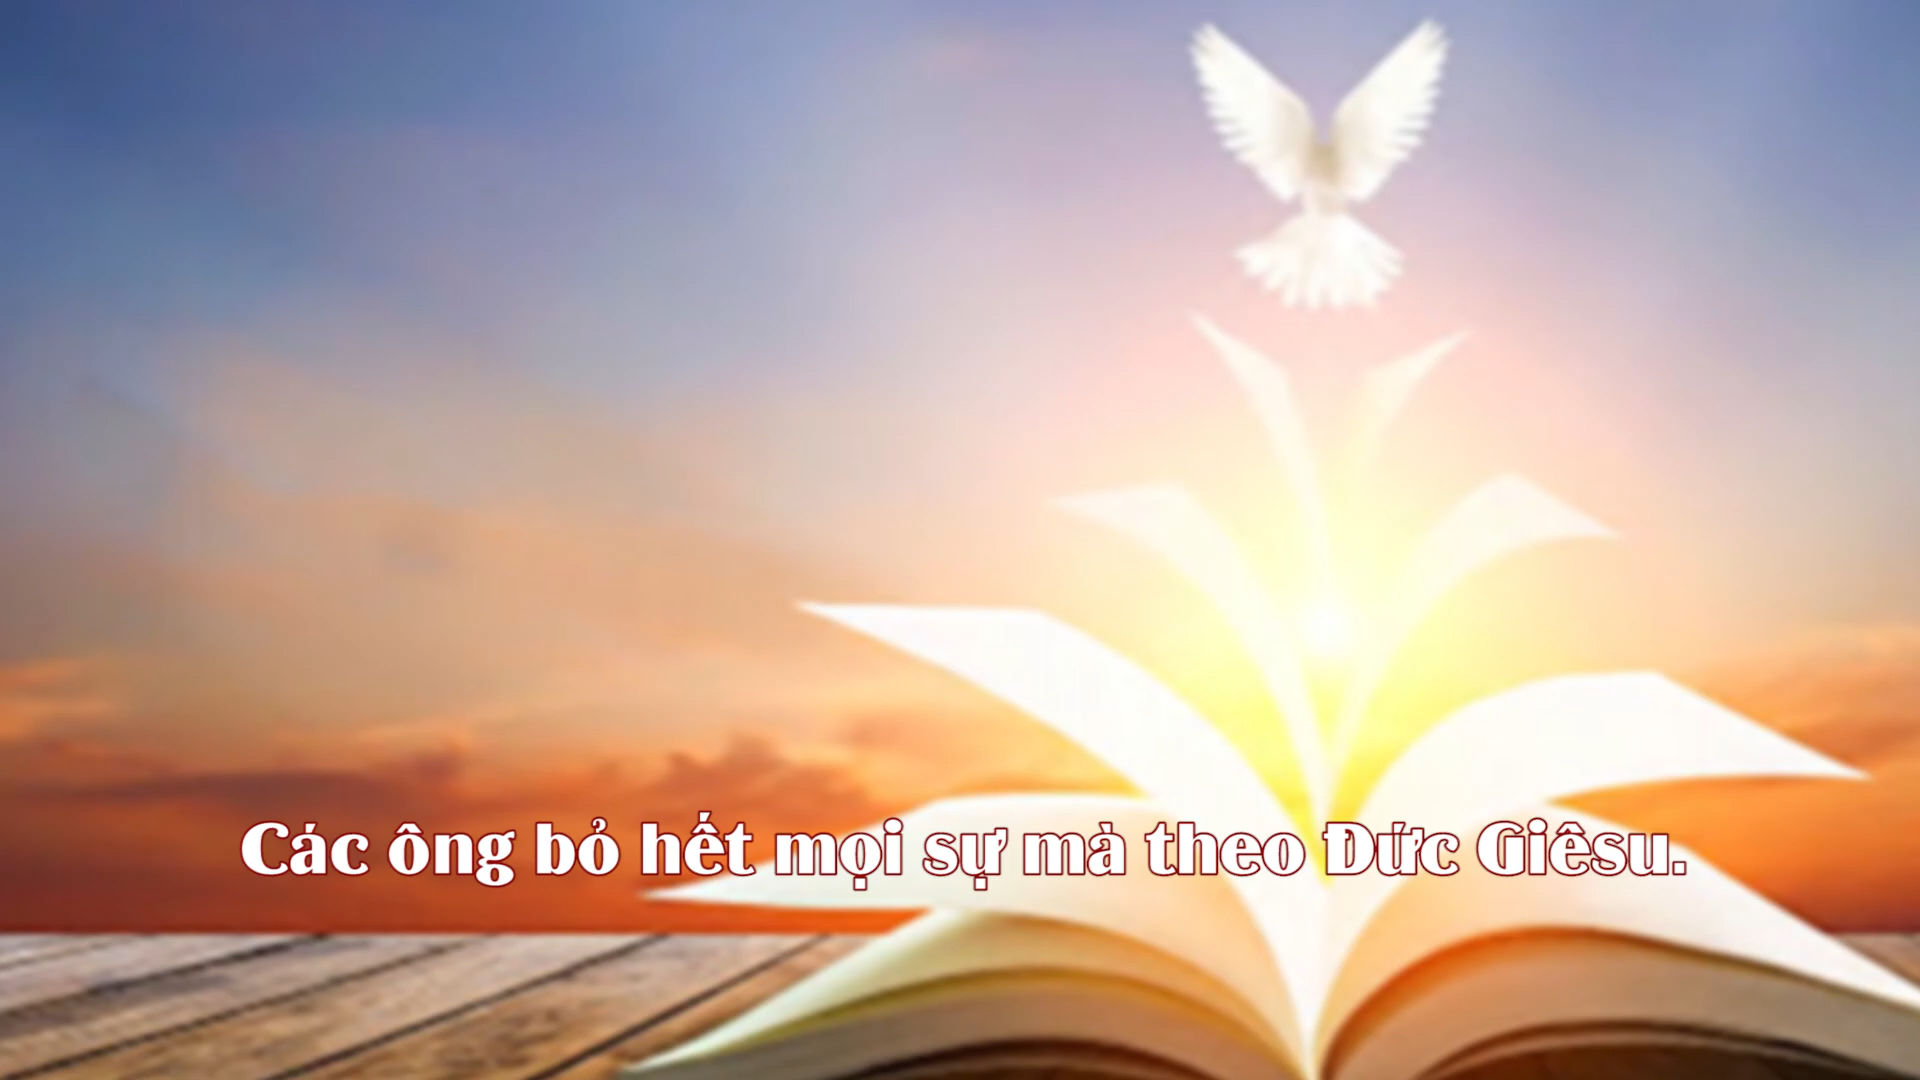 Các ông bỏ hết mọi sự mà theo Đức Giêsu.